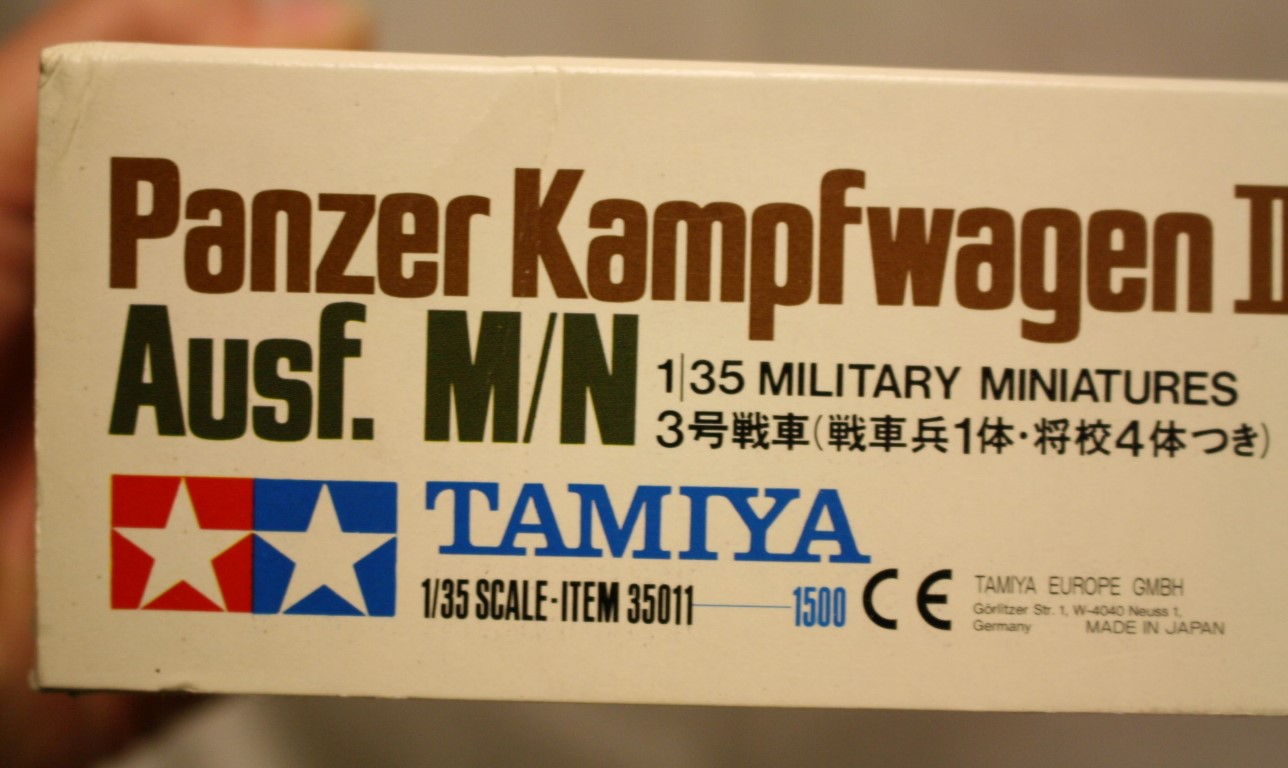 Panzer Kampfwagen
Ausf. M/N
1/35 MILITARY MINIATURES
3号戦車(戦車兵1体·将校4体つき)
TAMIYA
1/35 SCALE·ITEM 35011 1500
CE
TAMIYA EUROPE GMBH
Görlitzer Str. 1, W-4040 Neuss 1,
Germany MADE IN JAPAN